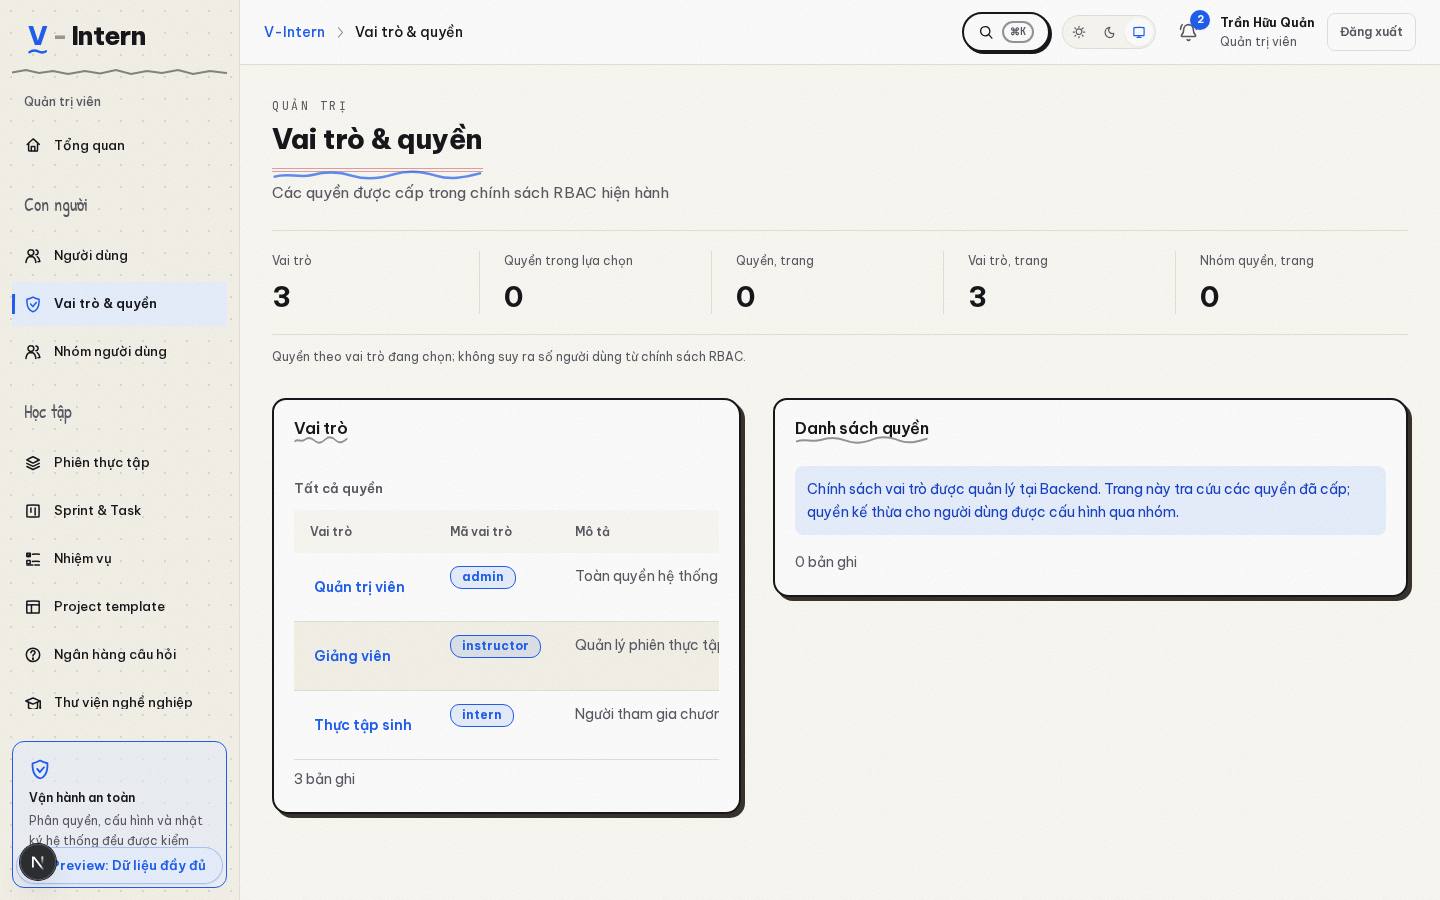 V - Intern
Quản trị viên
Tổng quan
Con người
Người dùng
Vai trò & quyền
Nhóm người dùng
Học tập
Phiên thực tập
Sprint & Task
Nhiệm vụ
Project template
Ngân hàng câu hỏi
Thư viện nghề nghiệp
Vận hành an toàn
Phân quyền, cấu hình và nhật
ký hệ thống đều được kiểm
Preview: Dữ liệu đầy đủ
N
V-Intern > Vai trò & quyền
⌘K
2
Trần Hữu Quản
Quản trị viên
Đăng xuất
QUẢN TRỊ
Vai trò & quyền
Các quyền được cấp trong chính sách RBAC hiện hành
Vai trò
3
Quyền trong lựa chọn
0
Quyền, trang
0
Vai trò, trang
3
Nhóm quyền, trang
0
Quyền theo vai trò đang chọn; không suy ra số người dùng từ chính sách RBAC.
Vai trò
Tất cả quyền
Vai trò Mã vai trò Mô tả
Quản trị viên admin Toàn quyền hệ thống
Giảng viên instructor Quản lý phiên thực tập
Thực tập sinh intern Người tham gia chươn
3 bản ghi
Danh sách quyền
Chính sách vai trò được quản lý tại Backend. Trang này tra cứu các quyền đã cấp;
quyền kế thừa cho người dùng được cấu hình qua nhóm.
0 bản ghi